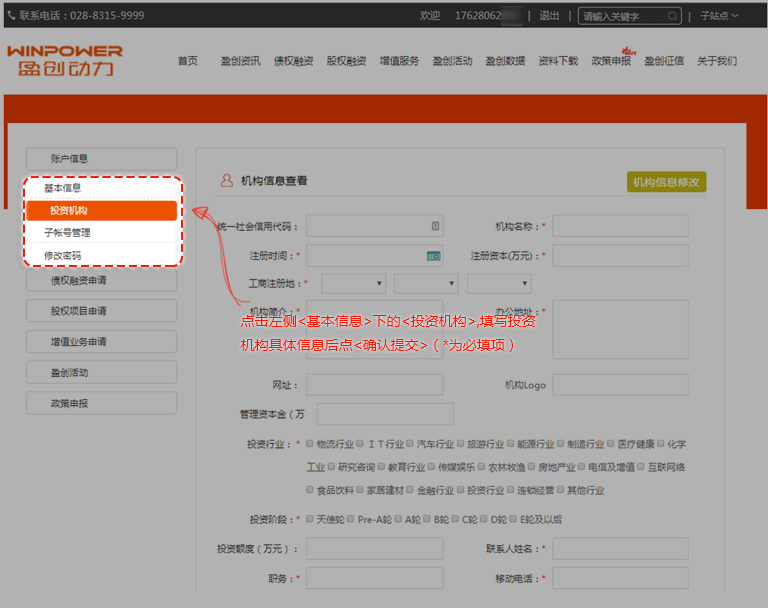 联系电话：028-8315-9999 欢迎 17628062 | 退出 | 请输入关键字 | 子站点
WINPOWER
盈创动力
首页 盈创资讯 债权融资 股权融资 增值服务 盈创活动 盈创数据 资料下载 政策申报 盈创征信 关于我们
账户信息
基本信息
投资机构
子帐号管理
修改密码
债权融资申请
股权项目申请
增值业务申请
盈创活动
政策申报
机构信息查看 机构信息修改
统一社会信用代码： 机构名称：*
注册时间：* 注册资本(万元)：*
工商注册地：*
机构简介：* 办公地址：*
点击左侧<基本信息>下的<投资机构>,填写投资
机构具体信息后点<确认提交>（*为必填项）
网址： 机构Logo
管理资本金（万
投资行业：* 物流行业 ＩＴ行业 汽车行业 旅游行业 能源行业 制造行业 医疗健康 化学
工业 研究咨询 教育行业 传媒娱乐 农林牧渔 房地产业 电信及增值 互联网络
食品饮料 家居建材 金融行业 投资行业 连锁经营 其他行业
投资阶段：* 天使轮 Pre-A轮 A轮 B轮 C轮 D轮 E轮及以后
投资额度（万元）： 联系人姓名：*
职务：* 移动电话：*